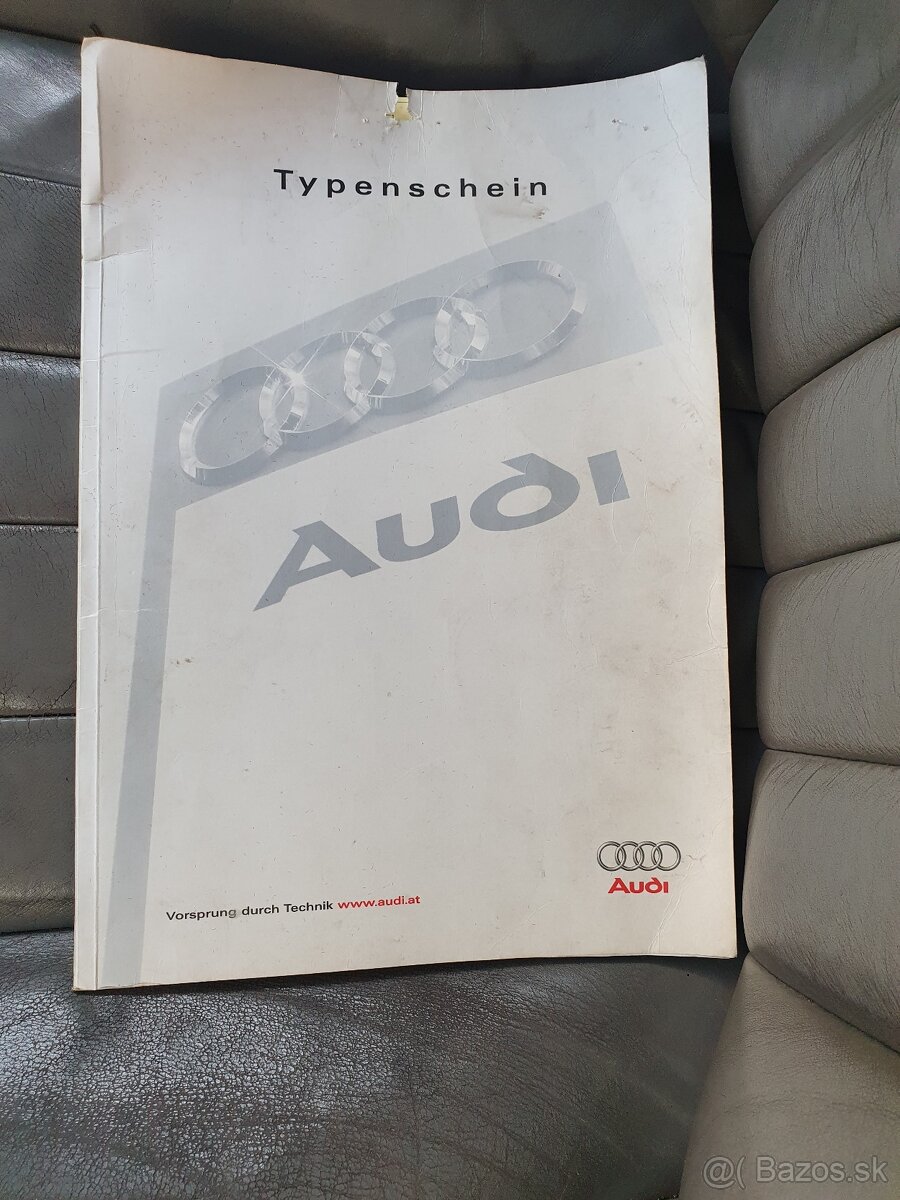 Typenschein
Audi
Audi
Vorsprung durch Technik www.audi.at
@( Bazos.sk